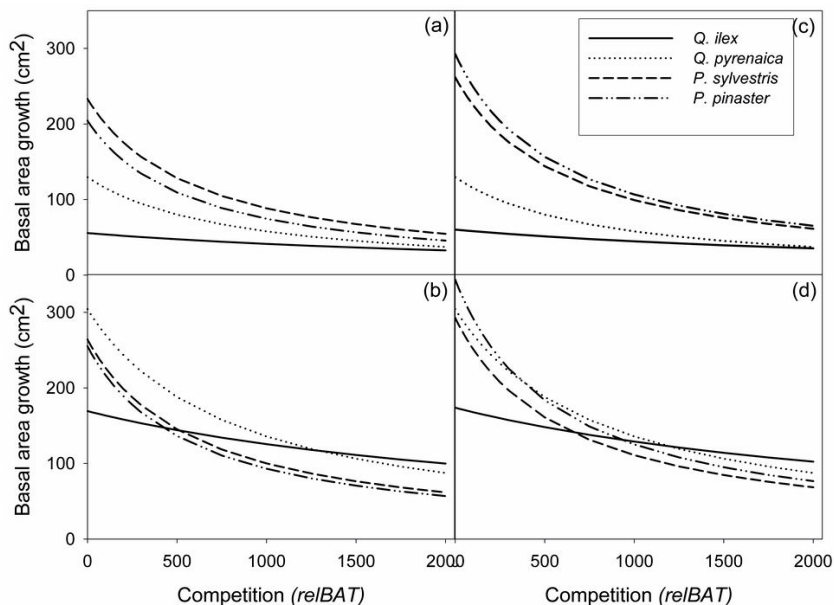 (a)
(c)
Q. ilex
Q. pyrenaica
P. sylvestris
P. pinaster
Basal area growth (cm2)
300
200
100
0
(b)
(d)
Basal area growth (cm2)
300
200
100
0
0 500 1000 1500 2000 0 500 1000 1500 2000
Competition (relBAT) Competition (relBAT)